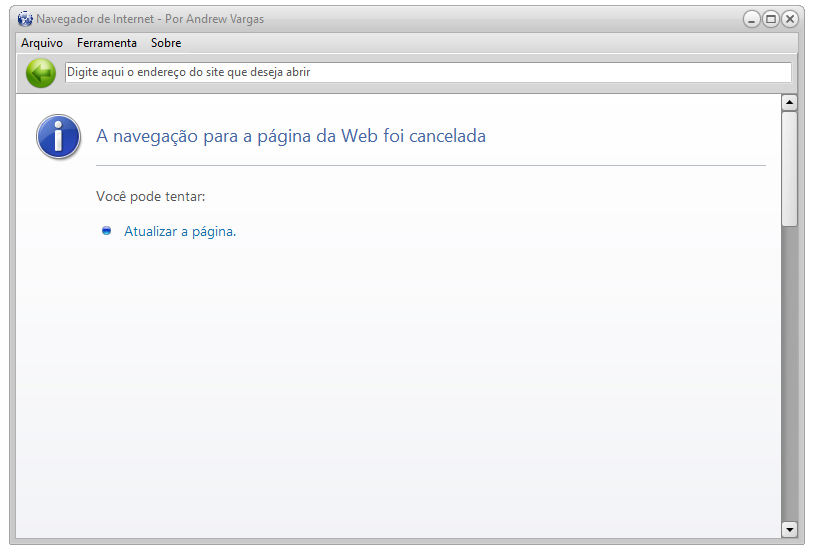 Navegador de Internet - Por Andrew Vargas
Arquivo Ferramenta Sobre
Digite aqui o endereço do site que deseja abrir
A navegação para a página da Web foi cancelada
Você pode tentar:
Atualizar a página.